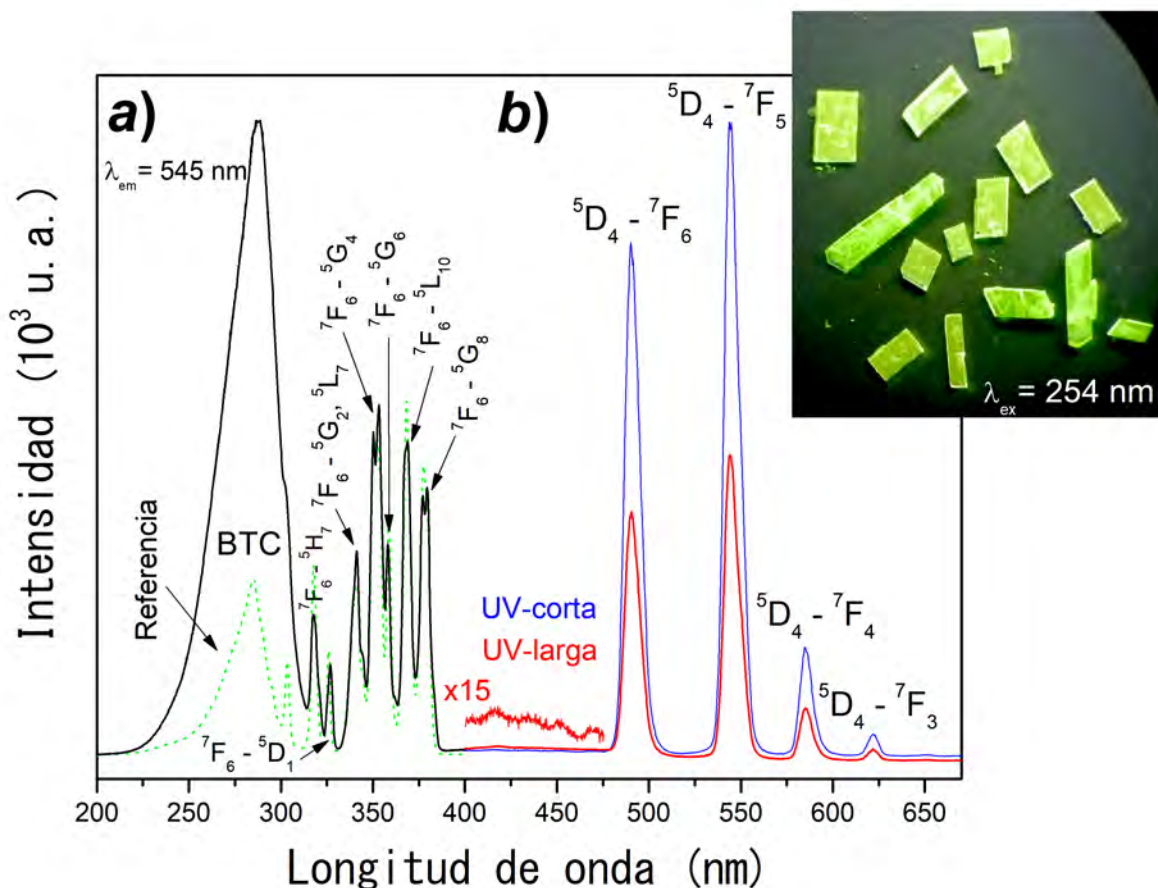 a)
λem = 545 nm
Referencia
BTC
⁷F₆ - ⁵D₁
⁷F₆ - ⁵H₇
⁷F₆ - ⁵G₂, ⁵L₇
⁷F₆ - ⁵G₄
⁷F₆ - ⁵G₆
⁷F₆ - ⁵L₁₀
⁷F₆ - ⁵G₈
b)
⁵D₄ - ⁷F₆
⁵D₄ - ⁷F₅
⁵D₄ - ⁷F₄
⁵D₄ - ⁷F₃
UV-corta
UV-larga
x15
λex = 254 nm
Intensidad (10³ u.a.)
200 250 300 350 400 450 500 550 600 650
Longitud de onda (nm)